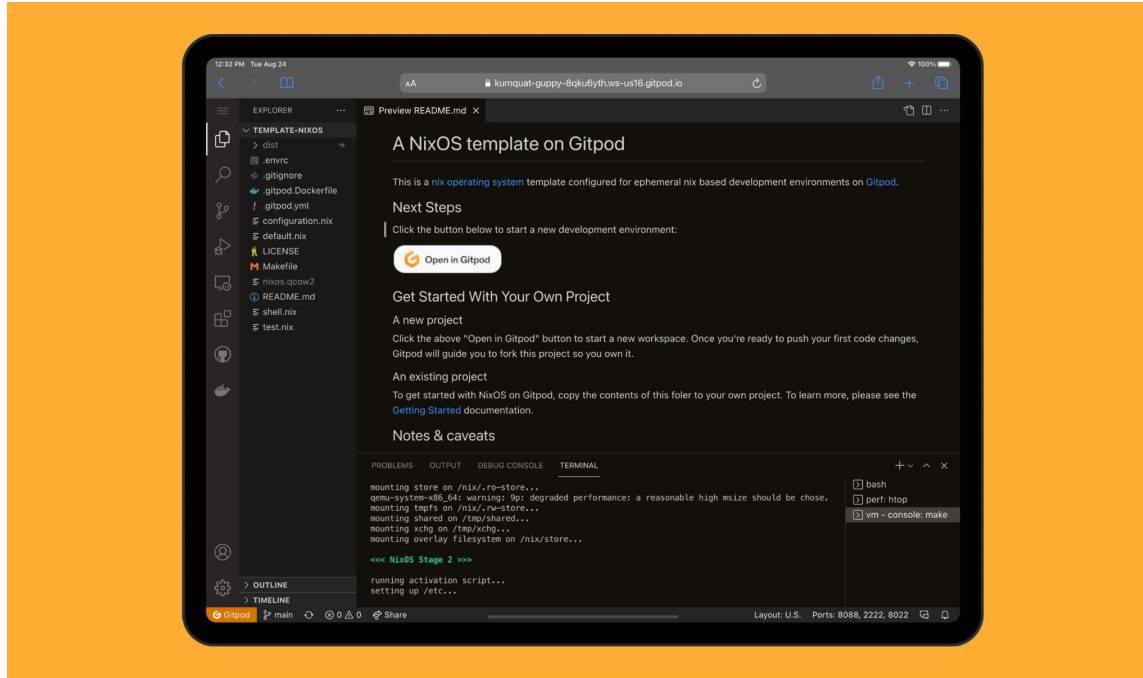 12:32 PM Tue Aug 24
100%
AA
kumquat-guppy-8qku6yth.ws-us16.gitpod.io
EXPLORER
TEMPLATE-NIXOS
dist
.envrc
.gitignore
.gitpod.Dockerfile
.gitpod.yml
configuration.nix
default.nix
LICENSE
Makefile
nixos.qcow2
README.md
shell.nix
test.nix
OUTLINE
TIMELINE
Preview README.md
A NixOS template on Gitpod
This is a nix operating system template configured for ephemeral nix based development environments on Gitpod.
Next Steps
Click the button below to start a new development environment:
Open in Gitpod
Get Started With Your Own Project
A new project
Click the above "Open in Gitpod" button to start a new workspace. Once you're ready to push your first code changes,
Gitpod will guide you to fork this project so you own it.
An existing project
To get started with NixOS on Gitpod, copy the contents of this foler to your own project. To learn more, please see the
Getting Started documentation.
Notes & caveats
PROBLEMS OUTPUT DEBUG CONSOLE TERMINAL
mounting store on /nix/.ro-store...
qemu-system-x86_64: warning: 9p: degraded performance: a reasonable high msize should be chose.
mounting tmpfs on /nix/.rw-store...
mounting shared on /tmp/shared...
mounting xchg on /tmp/xchg...
mounting overlay filesystem on /nix/store...
<<< NixOS Stage 2 >>>
running activation script...
setting up /etc...
bash
perf: htop
vm - console: make
Gitpod main 0 0 Share
Layout: U.S. Ports: 8088, 2222, 8022